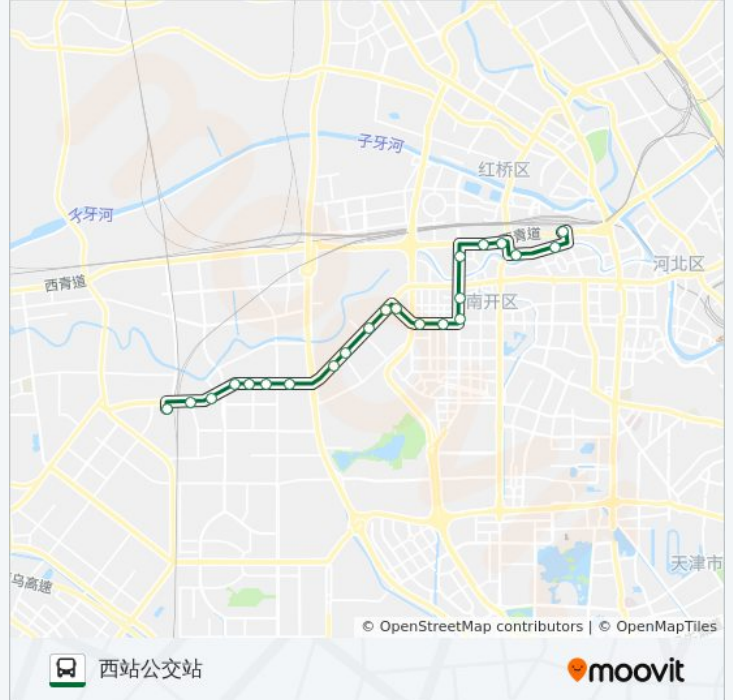 子牙河
红桥区
子牙河
青道
西青道
河北区
南开区
天津市
乌高速
© OpenStreetMap contributors | © OpenMapTiles
西站公交站
moovit